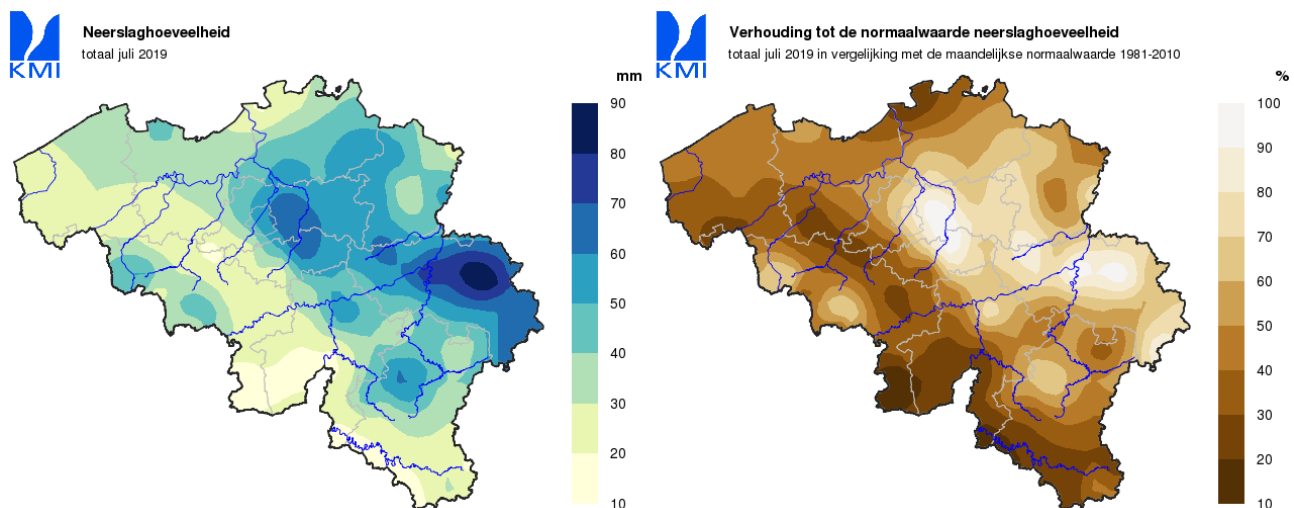 KMI
Neerslaghoeveelheid
totaal juli 2019
mm
90
80
70
60
50
40
30
20
10
KMI
Verhouding tot de normaalwaarde neerslaghoeveelheid
totaal juli 2019 in vergelijking met de maandelijkse normaalwaarde 1981-2010
%
100
90
80
70
60
50
40
30
20
10